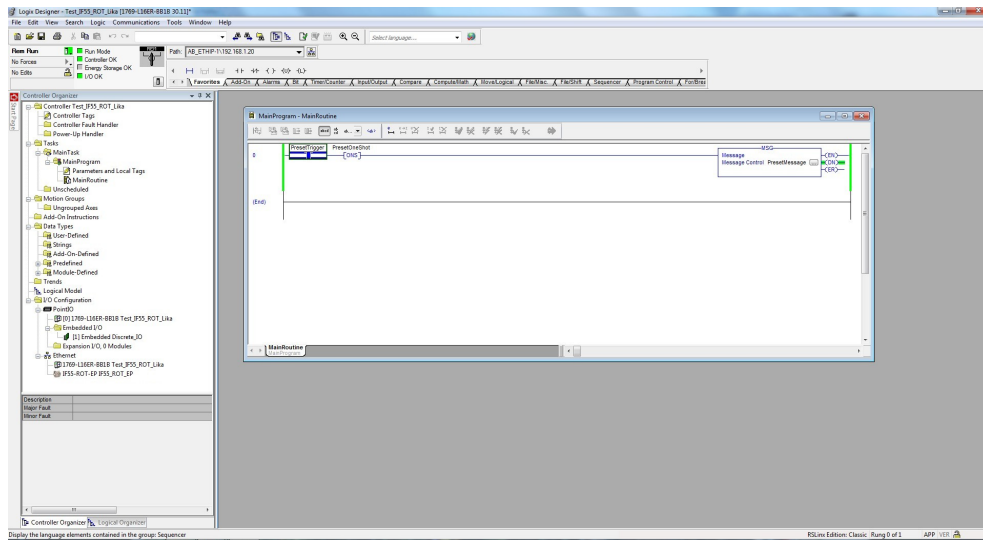 Logix Designer - Test_IF55_ROT_Lika [1769-L16ER-BB1B 30.11]*
File Edit View Search Logic Communications Tools Window Help
Select language...
Rem Run
Run Mode
Path: AB_ETHIP-1\192.168.1.20
No Forces
Controller OK
Energy Storage OK
No Edits
I/O OK
Favorites Add-On Alarms Bit Timer/Counter Input/Output Compare Compute/Math Move/Logical File/Misc. File/Shift Sequencer Program Control For/Brea
Start Page
Controller Organizer
Controller Test_IF55_ROT_Lika
Controller Tags
Controller Fault Handler
Power-Up Handler
Tasks
MainTask
MainProgram
Parameters and Local Tags
MainRoutine
Unscheduled
Motion Groups
Ungrouped Axes
Add-On Instructions
Data Types
User-Defined
Strings
Add-On-Defined
Predefined
Module-Defined
Trends
Logical Model
I/O Configuration
PointIO
[0] 1769-L16ER-BB1B Test_IF55_ROT_Lika
Embedded I/O
[1] Embedded Discrete_IO
Expansion I/O, 0 Modules
Ethernet
1769-L16ER-BB1B Test_IF55_ROT_Lika
IF55-ROT-EP IF55_ROT_EP
Description
Major Fault
Minor Fault
Controller Organizer Logical Organizer
MainProgram - MainRoutine
PresetTrigger PresetOneShot
MSG
0
ONS
Message
EN
Message Control PresetMessage ...
DN
ER
(End)
MainRoutine
MainProgram
Display the language elements contained in the group: Sequencer
RSLinx Edition: Classic Rung 0 of 1 APP VER